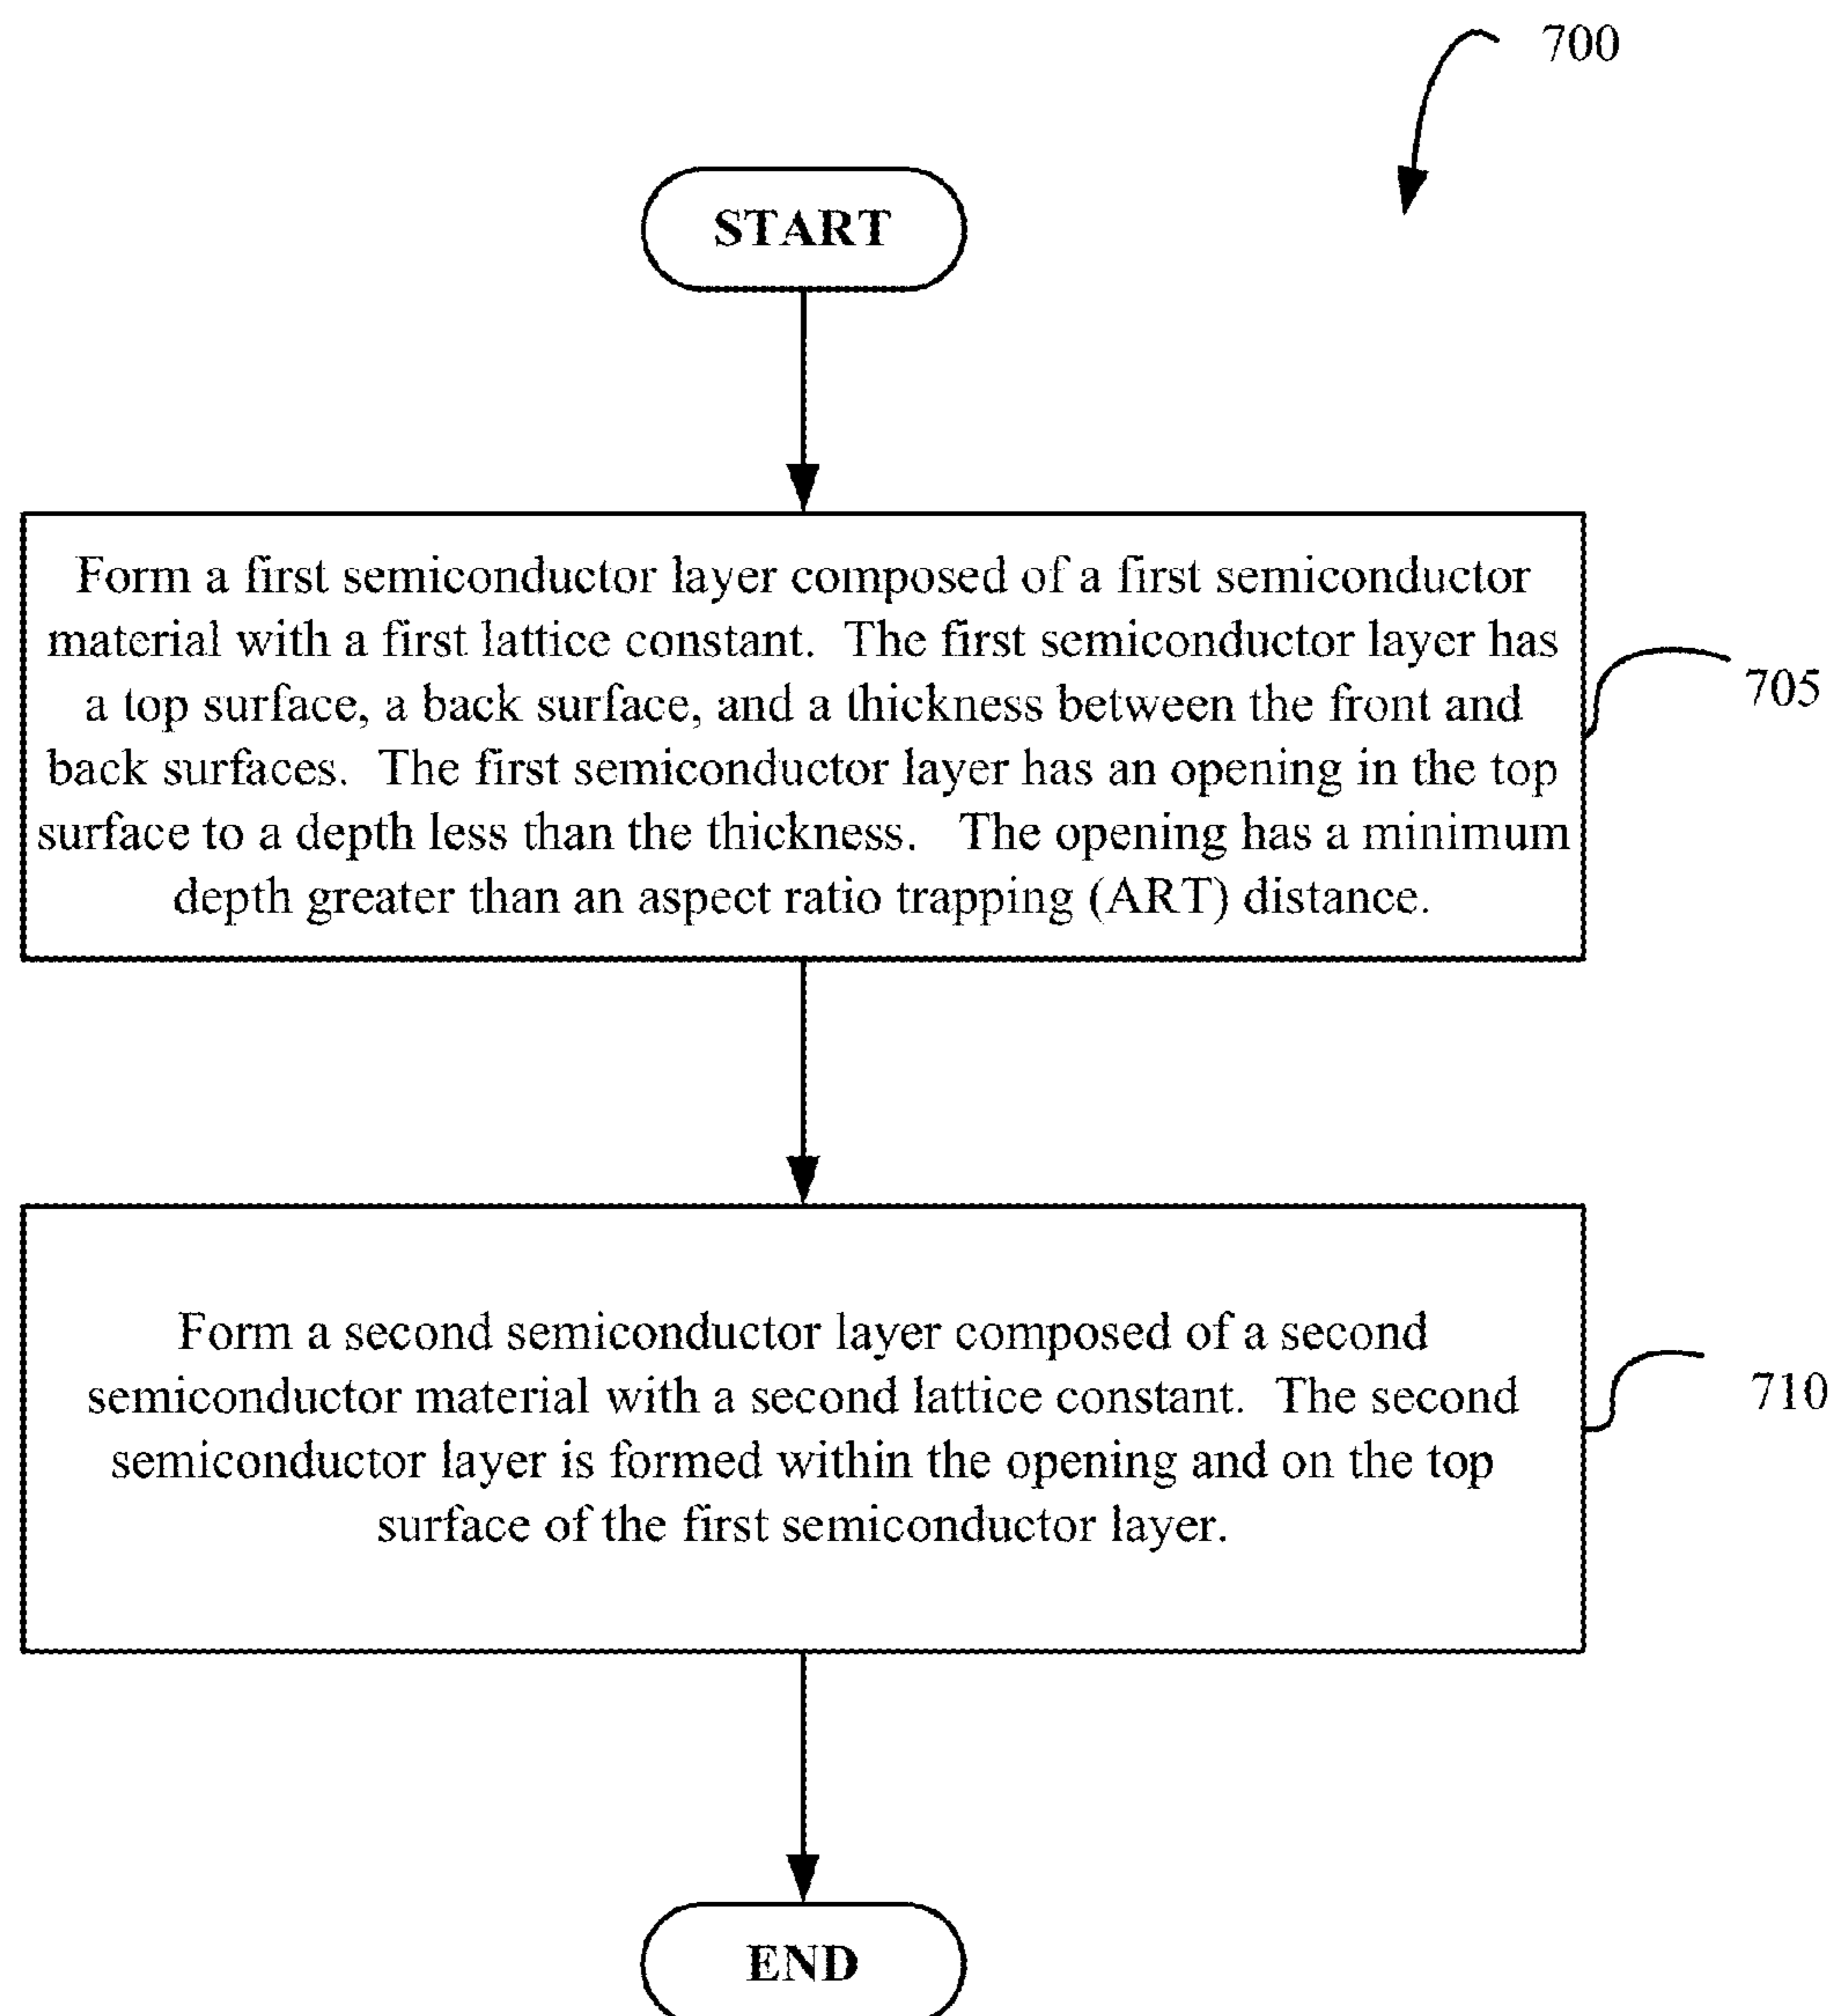 700
START
Form a first semiconductor layer composed of a first semiconductor
material with a first lattice constant.  The first semiconductor layer has
a top surface, a back surface, and a thickness between the front and
back surfaces.  The first semiconductor layer has an opening in the top
surface to a depth less than the thickness.   The opening has a minimum
depth greater than an aspect ratio trapping (ART) distance.
705
Form a second semiconductor layer composed of a second
semiconductor material with a second lattice constant.  The second
semiconductor layer is formed within the opening and on the top
surface of the first semiconductor layer.
710
END